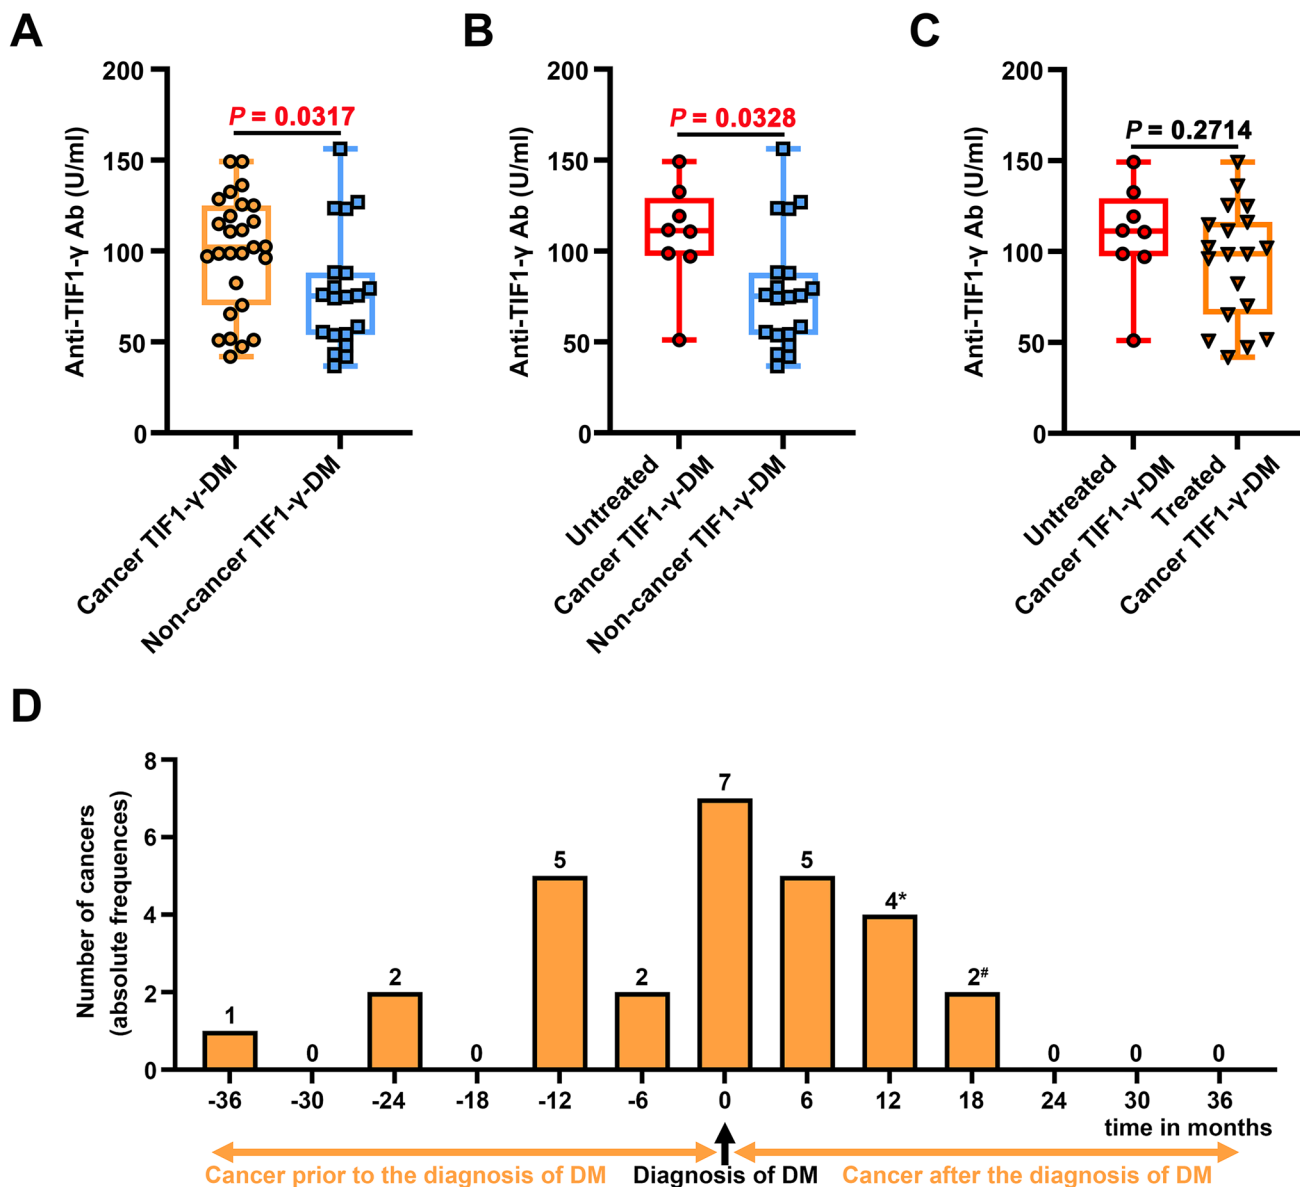 A
B
C
Anti-TIF1-γ Ab (U/ml)
200
150
100
50
0
P = 0.0317
Cancer TIF1-γ-DM
Non-cancer TIF1-γ-DM
Anti-TIF1-γ Ab (U/ml)
200
150
100
50
0
P = 0.0328
Untreated
Cancer TIF1-γ-DM
Non-cancer TIF1-γ-DM
Anti-TIF1-γ Ab (U/ml)
200
150
100
50
0
P = 0.2714
Untreated
Cancer TIF1-γ-DM
Treated
Cancer TIF1-γ-DM
D
Number of cancers
(absolute frequencies)
8
6
4
2
0
1
0
2
0
5
2
7
5
4*
2#
0
0
0
-36
-30
-24
-18
-12
-6
0
6
12
18
24
30
36
time in months
Cancer prior to the diagnosis of DM
Diagnosis of DM
Cancer after the diagnosis of DM